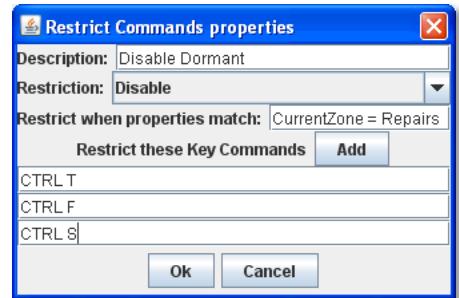 Restrict Commands properties
Description: Disable Dormant
Restriction: Disable
Restrict when properties match: CurrentZone = Repairs
Restrict these Key Commands Add
CTRL T
CTRL F
CTRL S
Ok Cancel